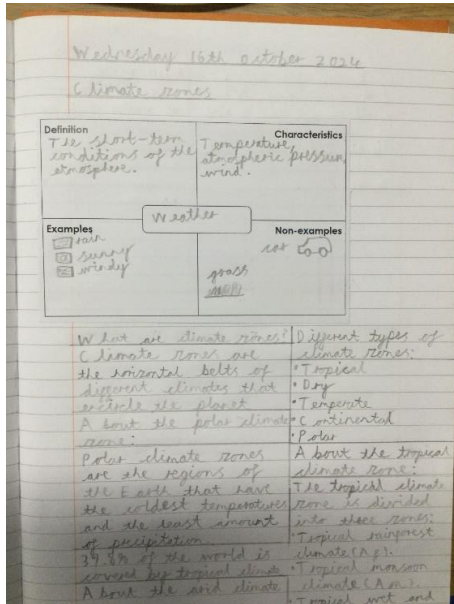 Wednesday 16th October 2024
Climate zones
Definition
The short-term
conditions of the
atmosphere.
Characteristics
Temperature,
atmospheric pressure,
wind.
Weather
Examples
rain
sunny
windy
Non-examples
car
grass
What are climate zones?
Climate zones are
the horizontal belts of
different climates that
encircle the planet
About the polar climate
zone:
Polar climate zones
are the regions of
the Earth that have
the coldest temperatures
and the least amount
of precipitation
39.8% of the world is
covered by tropical climate
About the arid climate
Different types of
climate zones:
• Tropical
• Dry
• Temperate
• Continental
• Polar
About the tropical
climate zone:
The tropical climate
zone is divided
into three zones:
• Tropical rainforest
climate (Af).
• Tropical monsoon
climate (Am).
• Tropical wet and